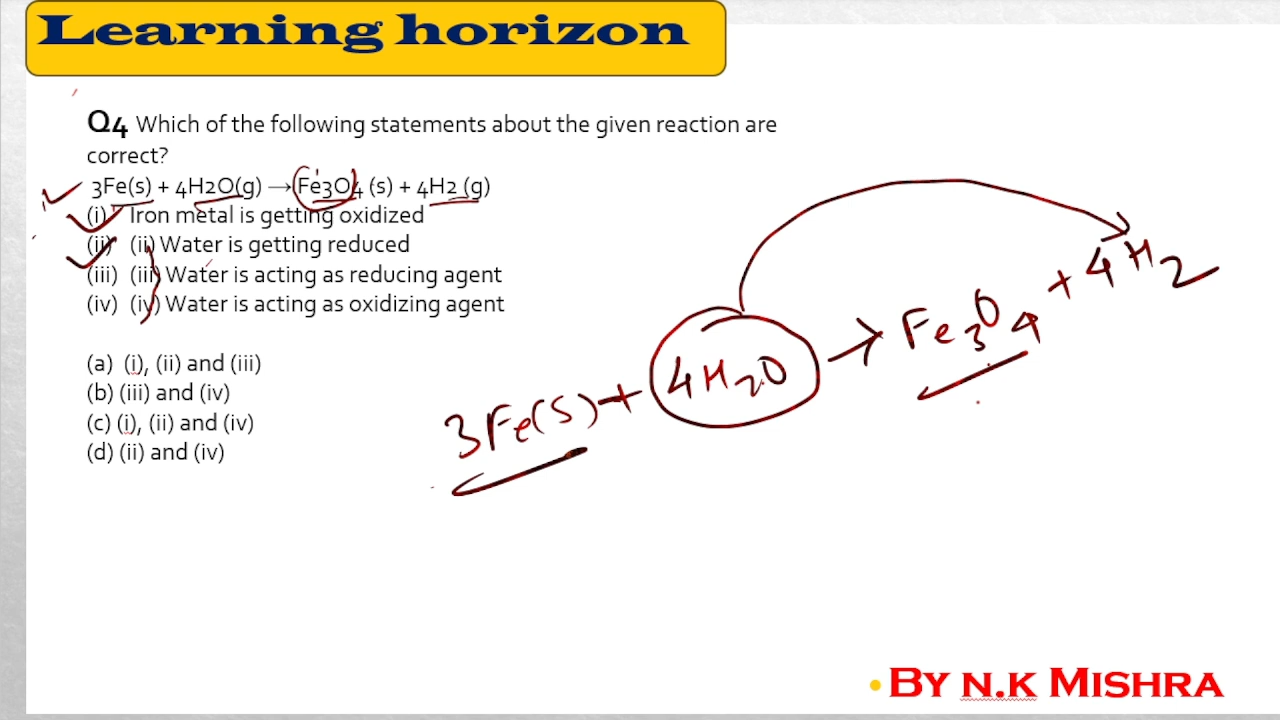 Learning horizon
Q4 Which of the following statements about the given reaction are
correct?
3Fe(s) + 4H2O(g) →Fe3O4 (s) + 4H2 (g)
(i) Iron metal is getting oxidized
(ii) (ii) Water is getting reduced
(iii) (iii) Water is acting as reducing agent
(iv) (iv) Water is acting as oxidizing agent
(a) (i), (ii) and (iii)
(b) (iii) and (iv)
(c) (i), (ii) and (iv)
(d) (ii) and (iv)
3Fe(s) + 4H2O → Fe3O4 + 4H2
• By N.K Mishra